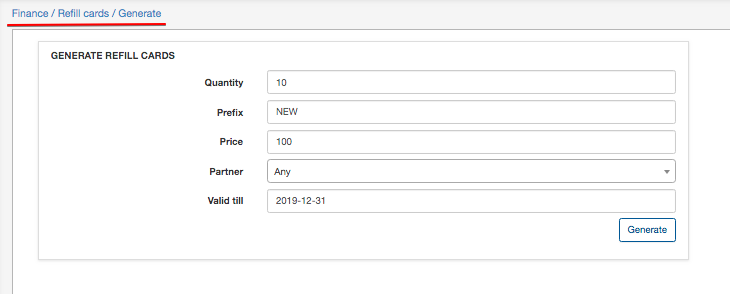 Finance / Refill cards / Generate
GENERATE REFILL CARDS
Quantity 10
Prefix NEW
Price 100
Partner Any
Valid till 2019-12-31
Generate